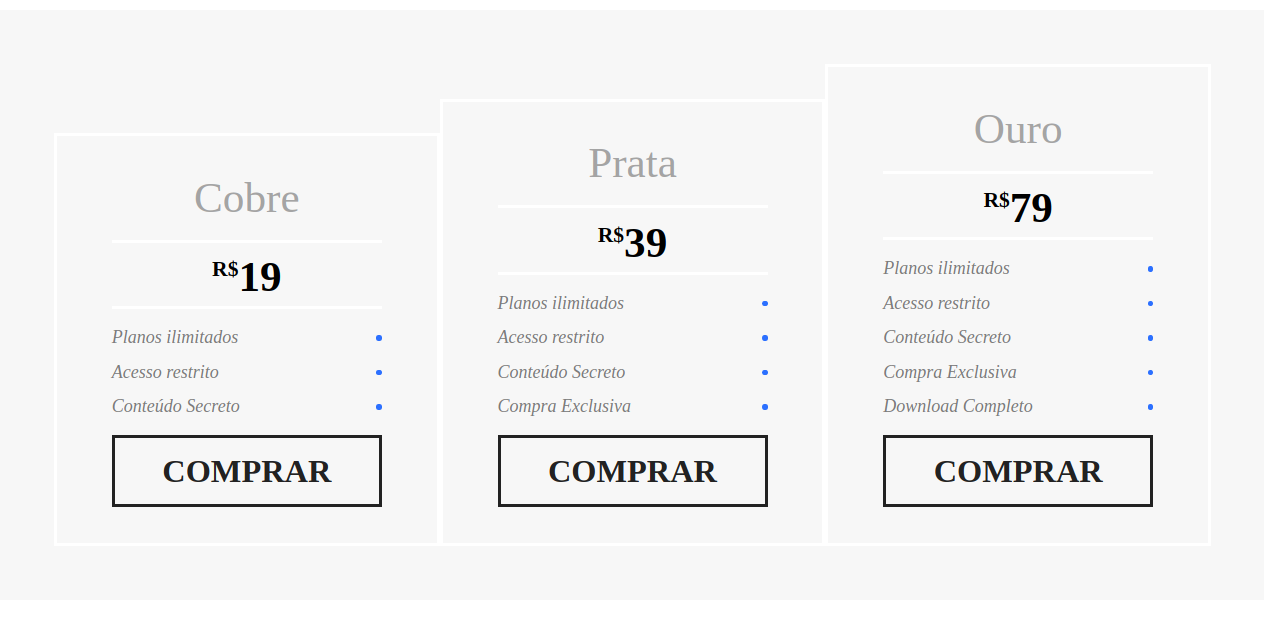 Cobre
R$19
Planos ilimitados
Acesso restrito
Conteúdo Secreto
COMPRAR
Prata
R$39
Planos ilimitados
Acesso restrito
Conteúdo Secreto
Compra Exclusiva
COMPRAR
Ouro
R$79
Planos ilimitados
Acesso restrito
Conteúdo Secreto
Compra Exclusiva
Download Completo
COMPRAR